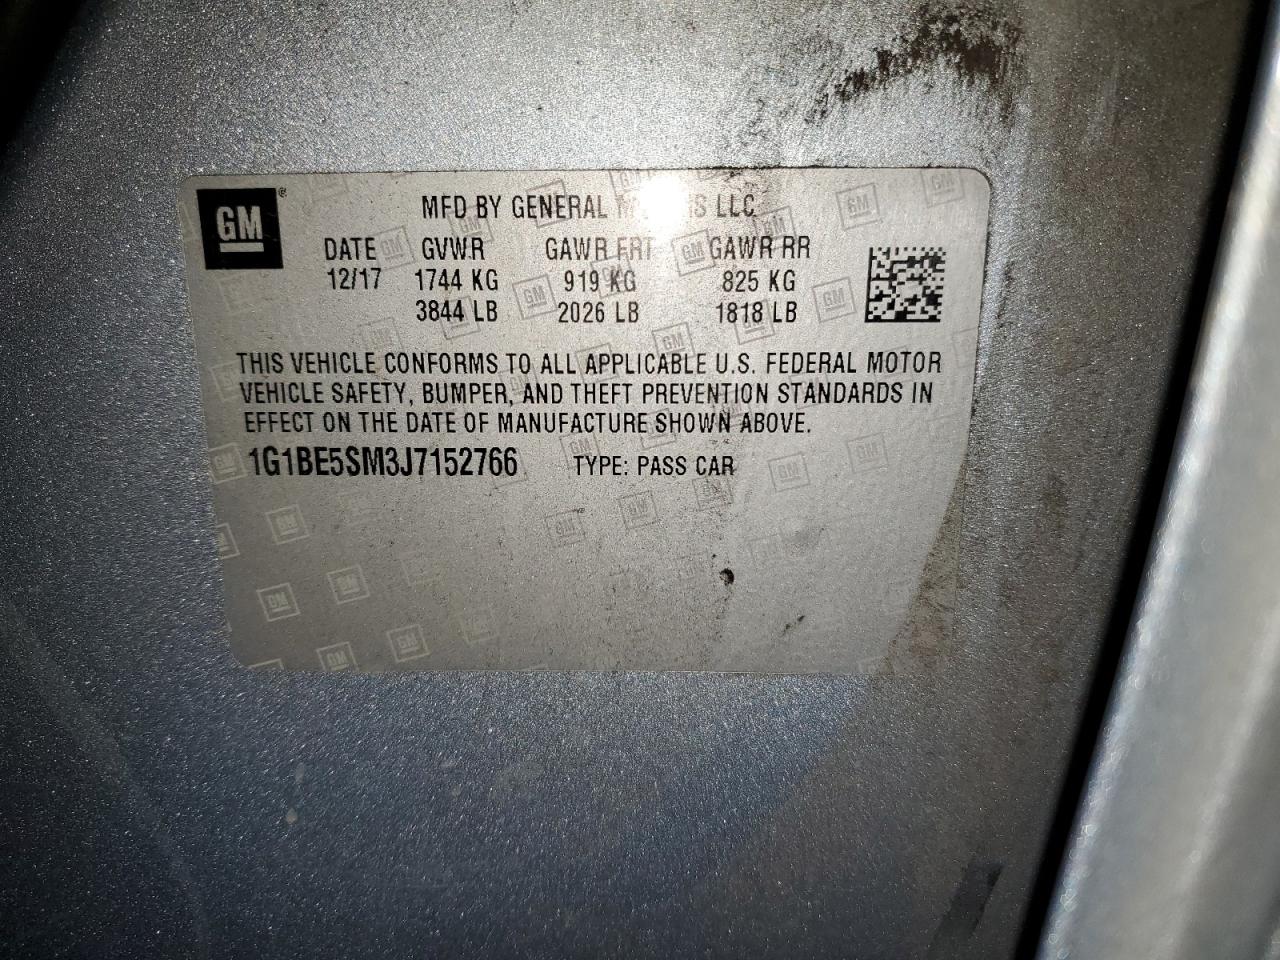 GM
MFD BY GENERAL LLC
DATE GVWR GAWR FRT GAWR RR
12/17 1744 KG 919 KG 825 KG
3844 LB 2026 LB 1818 LB
THIS VEHICLE CONFORMS TO ALL APPLICABLE U.S. FEDERAL MOTOR
VEHICLE SAFETY, BUMPER, AND THEFT PREVENTION STANDARDS IN
EFFECT ON THE DATE OF MANUFACTURE SHOWN ABOVE.
1G1BE5SM3J7152766 TYPE: PASS CAR